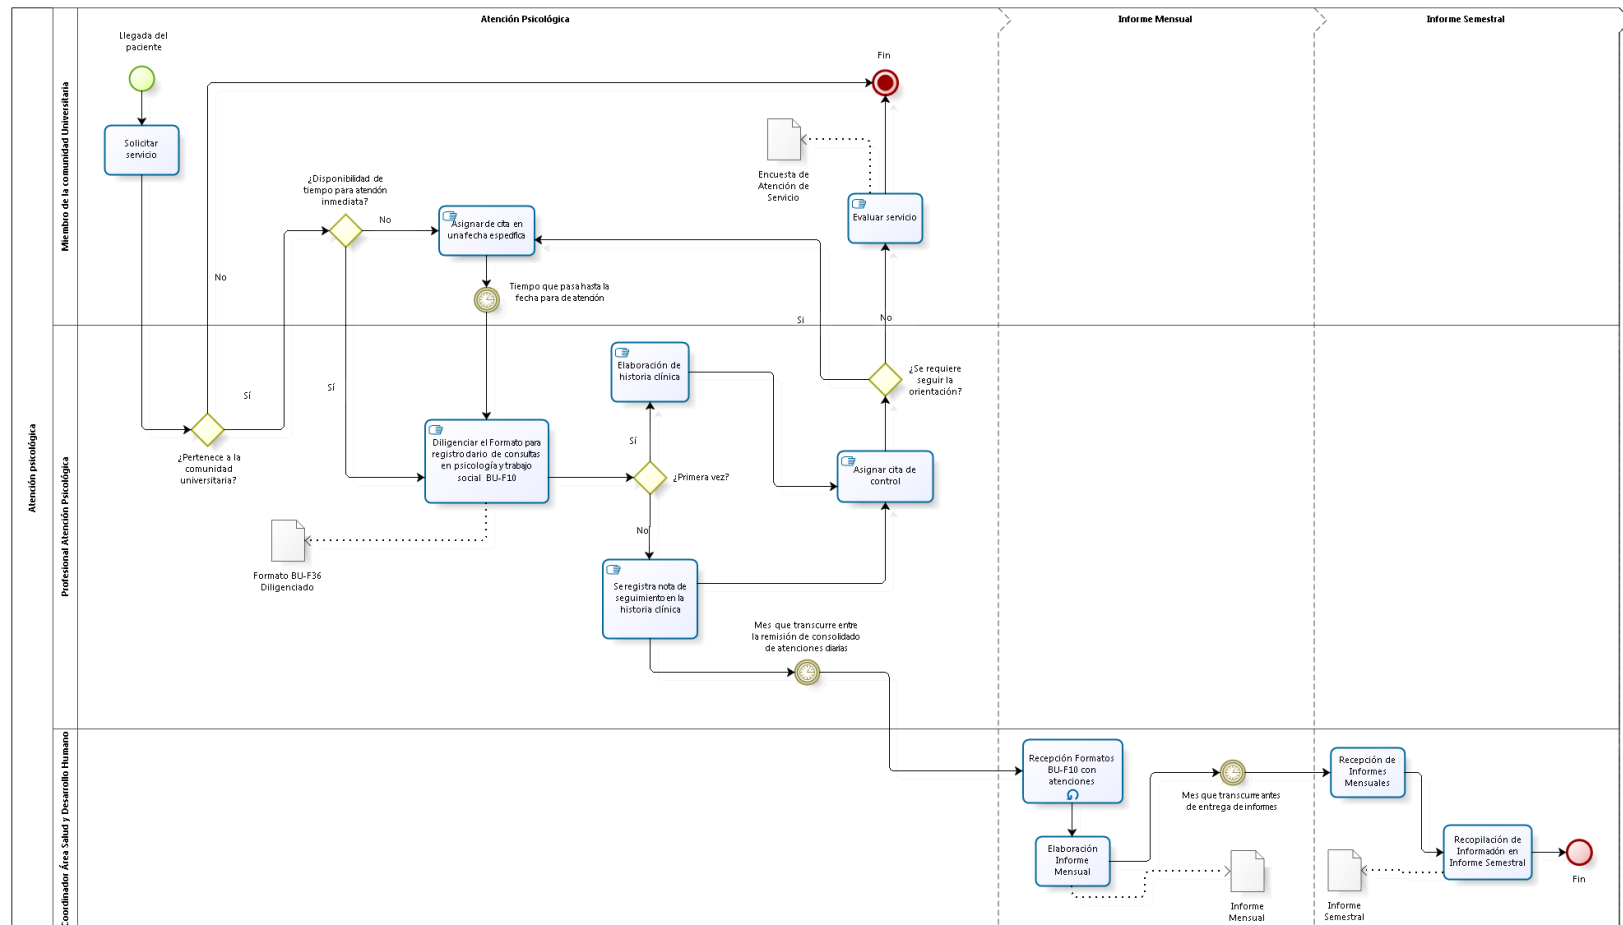 Atención Psicológica
Informe Mensual
Informe Semestral
Atención psicológica
Miembro de la comunidad Universitaria
Llegada del
paciente
Solicitar
servicio
No
¿Disponibilidad de
tiempo para atención
inmediata?
No
Asignar de cita en
una fecha específica
Tiempo que pasa hasta la
fecha para de atención
Fin
Encuesta de
Atención de
Servicio
Evaluar servicio
Si
No
Profesional Atención Psicológica
¿Pertenece a la
comunidad
universitaria?
Sí
Sí
Diligenciar el Formato para
registro dario de consultas
en psicología y trabajo
social BU-F10
Formato BU-F36
Diligenciado
Elaboración de
historia clínica
Sí
¿Primera vez?
No
Se registra nota de
seguimiento en la
historia clínica
¿Se requiere
seguir la
orientación?
Asignar cita de
control
Mes que transcurre entre
la remisión de consolidado
de atenciones diarias
Coordinador Área Salud y Desarrollo Humano
Recepción Formatos
BU-F10 con
atenciones
Elaboración
Informe
Mensual
Mes que transcurre antes
de entrega de informes
Informe
Mensual
Recepción de
Informes
Mensuales
Recopilación de
Información en
Informe Semestral
Informe
Semestral
Fin